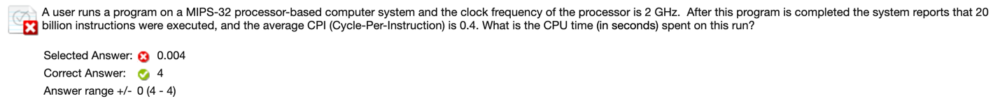 A user runs a program on a MIPS-32 processor-based computer system and the clock frequency of the processor is 2 GHz.  After this program is completed the system reports that 20
billion instructions were executed, and the average CPI (Cycle-Per-Instruction) is 0.4. What is the CPU time (in seconds) spent on this run?
Selected Answer: 0.004
Correct Answer: 4
Answer range +/- 0 (4 - 4)